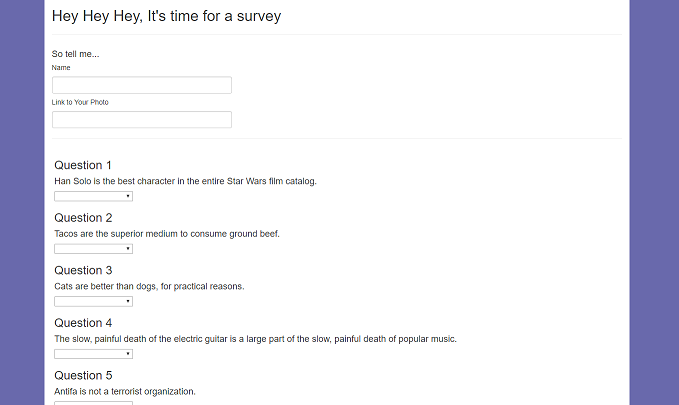 Hey Hey Hey, It's time for a survey
So tell me...
Name
Link to Your Photo
Question 1
Han Solo is the best character in the entire Star Wars film catalog.
Question 2
Tacos are the superior medium to consume ground beef.
Question 3
Cats are better than dogs, for practical reasons.
Question 4
The slow, painful death of the electric guitar is a large part of the slow, painful death of popular music.
Question 5
Antifa is not a terrorist organization.